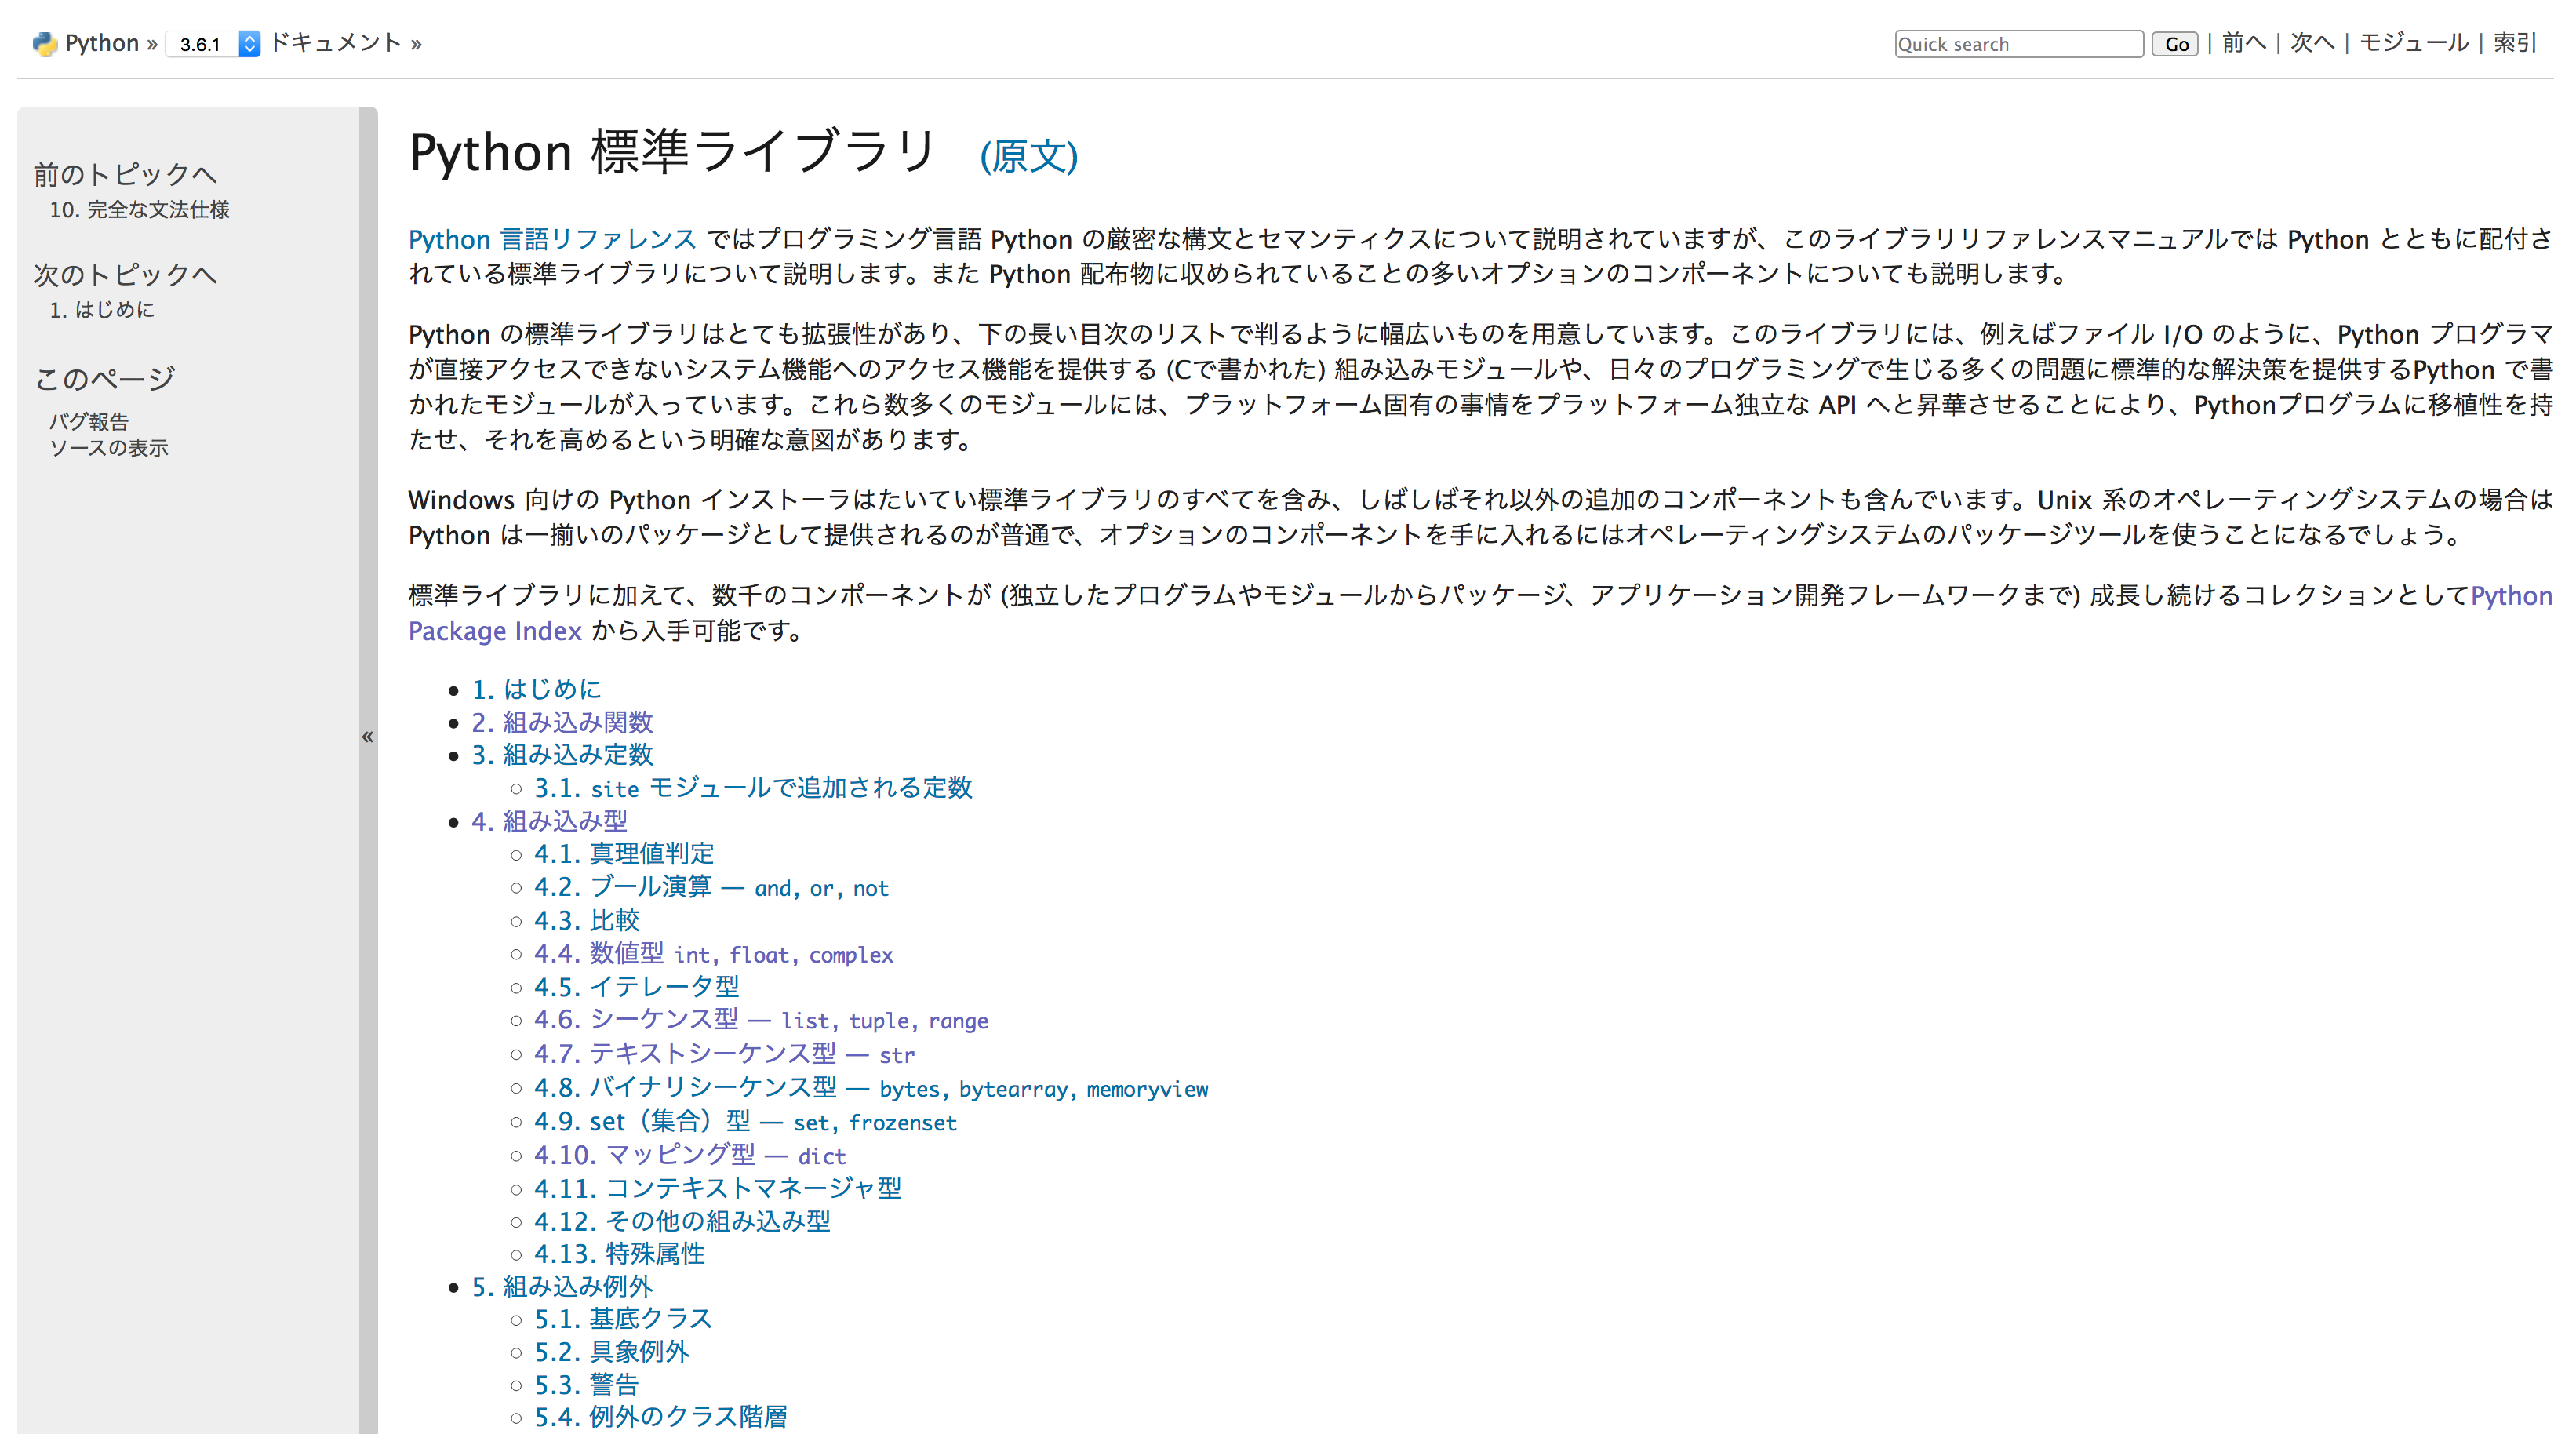 Python » 3.6.1 ドキュメント » Quick search Go | 前へ | 次へ | モジュール | 索引
前のトピックへ
10. 完全な文法仕様
次のトピックへ
1. はじめに
このページ
バグ報告
ソースの表示
«
Python 標準ライブラリ (原文)
Python 言語リファレンス ではプログラミング言語 Python の厳密な構文とセマンティクスについて説明されていますが、このライブラリリファレンスマニュアルでは Python とともに配付さ
れている標準ライブラリについて説明します。また Python 配布物に収められていることの多いオプションのコンポーネントについても説明します。
Python の標準ライブラリはとても拡張性があり、下の長い目次のリストで判るように幅広いものを用意しています。このライブラリには、例えばファイル I/O のように、Python プログラマ
が直接アクセスできないシステム機能へのアクセス機能を提供する (Cで書かれた) 組み込みモジュールや、日々のプログラミングで生じる多くの問題に標準的な解決策を提供するPython で書
かれたモジュールが入っています。これら数多くのモジュールには、プラットフォーム固有の事情をプラットフォーム独立な API へと昇華させることにより、Pythonプログラムに移植性を持
たせ、それを高めるという明確な意図があります。
Windows 向けの Python インストーラはたいてい標準ライブラリのすべてを含み、しばしばそれ以外の追加のコンポーネントも含んでいます。Unix 系のオペレーティングシステムの場合は
Python は一揃いのパッケージとして提供されるのが普通で、オプションのコンポーネントを手に入れるにはオペレーティングシステムのパッケージツールを使うことになるでしょう。
標準ライブラリに加えて、数千のコンポーネントが (独立したプログラムやモジュールからパッケージ、アプリケーション開発フレームワークまで) 成長し続けるコレクションとしてPython
Package Index から入手可能です。
• 1. はじめに
• 2. 組み込み関数
• 3. 組み込み定数
○ 3.1. site モジュールで追加される定数
• 4. 組み込み型
○ 4.1. 真理値判定
○ 4.2. ブール演算 — and, or, not
○ 4.3. 比較
○ 4.4. 数値型 int, float, complex
○ 4.5. イテレータ型
○ 4.6. シーケンス型 — list, tuple, range
○ 4.7. テキストシーケンス型 — str
○ 4.8. バイナリシーケンス型 — bytes, bytearray, memoryview
○ 4.9. set（集合）型 — set, frozenset
○ 4.10. マッピング型 — dict
○ 4.11. コンテキストマネージャ型
○ 4.12. その他の組み込み型
○ 4.13. 特殊属性
• 5. 組み込み例外
○ 5.1. 基底クラス
○ 5.2. 具象例外
○ 5.3. 警告
○ 5.4. 例外のクラス階層